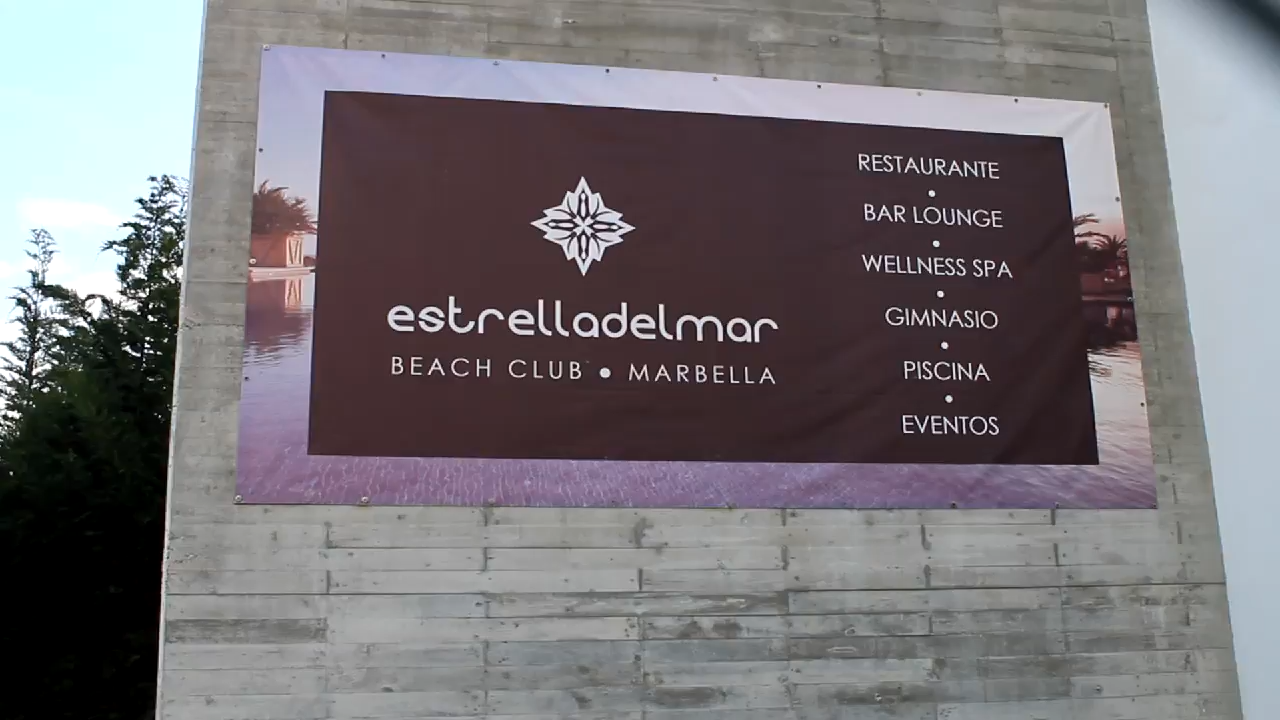 estrelladelmar
BEACH CLUB • MARBELLA
RESTAURANTE
•
BAR LOUNGE
•
WELLNESS SPA
•
GIMNASIO
•
PISCINA
•
EVENTOS